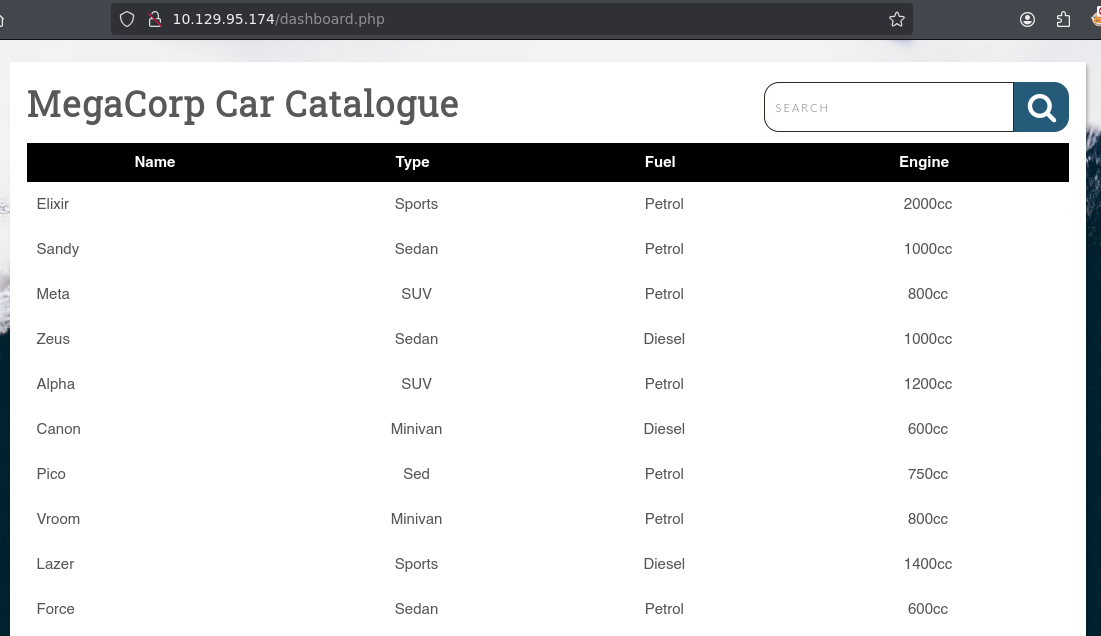 10.129.95.174/dashboard.php
MegaCorp Car Catalogue
SEARCH
Name Type Fuel Engine
Elixir Sports Petrol 2000cc
Sandy Sedan Petrol 1000cc
Meta SUV Petrol 800cc
Zeus Sedan Diesel 1000cc
Alpha SUV Petrol 1200cc
Canon Minivan Diesel 600cc
Pico Sed Petrol 750cc
Vroom Minivan Petrol 800cc
Lazer Sports Diesel 1400cc
Force Sedan Petrol 600cc